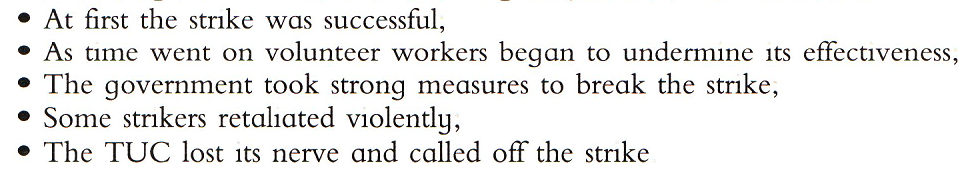 • At first the strike was successful,
• As time went on volunteer workers began to undermine its effectiveness,
• The government took strong measures to break the strike,
• Some strikers retaliated violently,
• The TUC lost its nerve and called off the strike